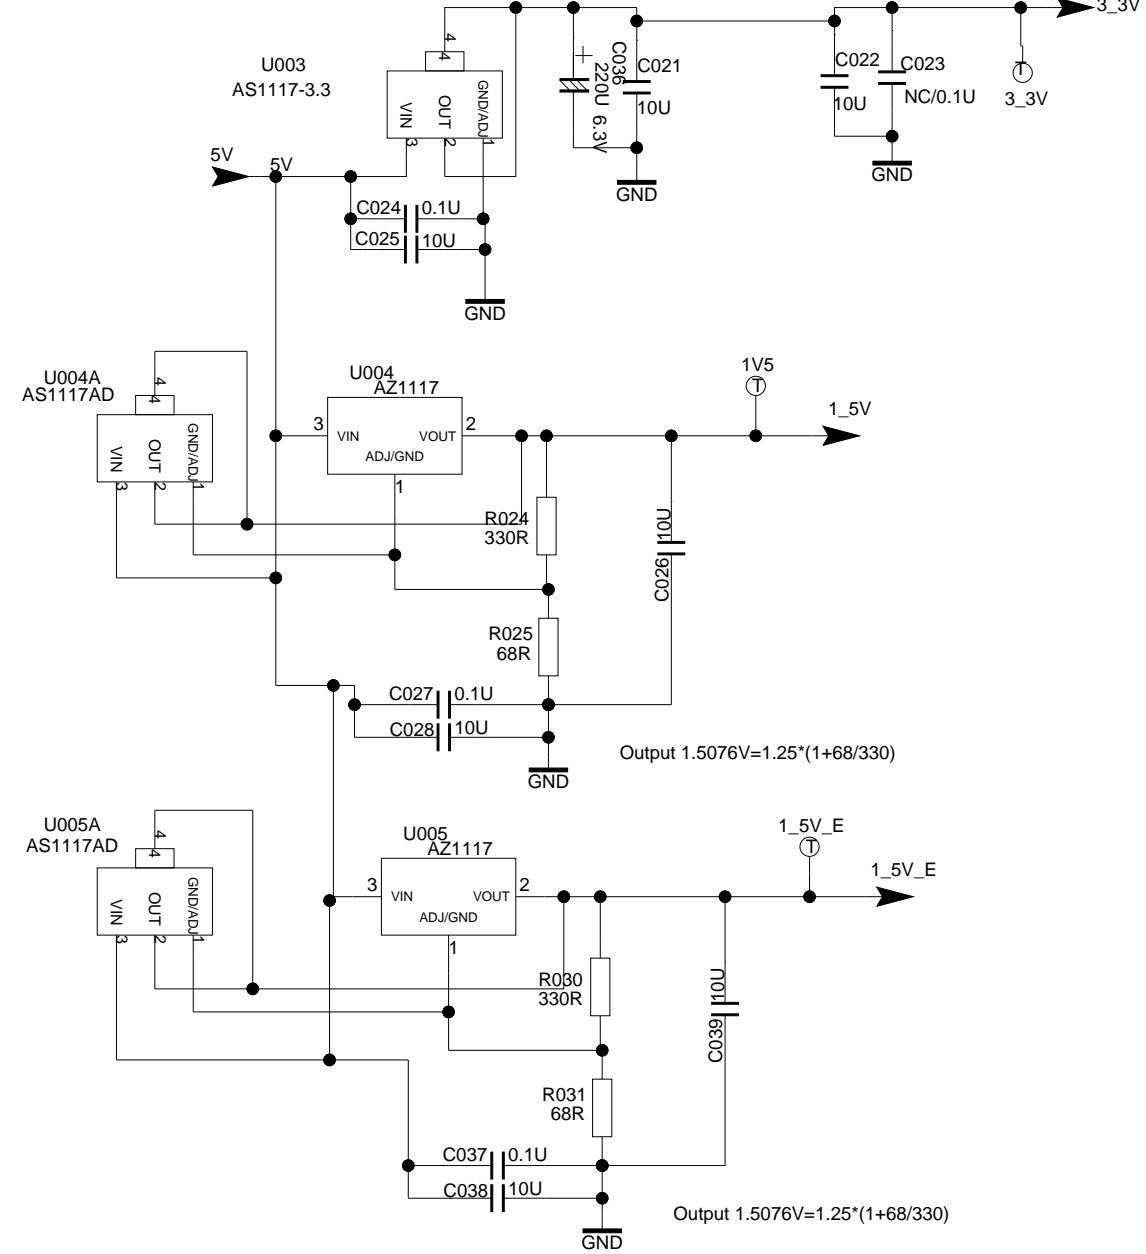 3_3V
4
4
U003
AS1117-3.3
VIN
OUT
GND/ADJ
3
2
1
+
C036
220U 6.3V
C021
10U
C022
10U
C023
NC/0.1U
T
3_3V
GND
GND
5V
5V
C024
0.1U
C025
10U
GND
U004A
AS1117AD
4
4
VIN
OUT
GND/ADJ
3
2
1
U004
AZ1117
3
VIN
VOUT
2
ADJ/GND
1
1V5
T
1_5V
R024
330R
10U
C026
R025
68R
C027
0.1U
C028
10U
GND
Output 1.5076V=1.25*(1+68/330)
U005A
AS1117AD
4
4
VIN
OUT
GND/ADJ
3
2
1
U005
AZ1117
3
VIN
VOUT
2
ADJ/GND
1
1_5V_E
T
1_5V_E
R030
330R
10U
C039
R031
68R
C037
0.1U
C038
10U
GND
Output 1.5076V=1.25*(1+68/330)